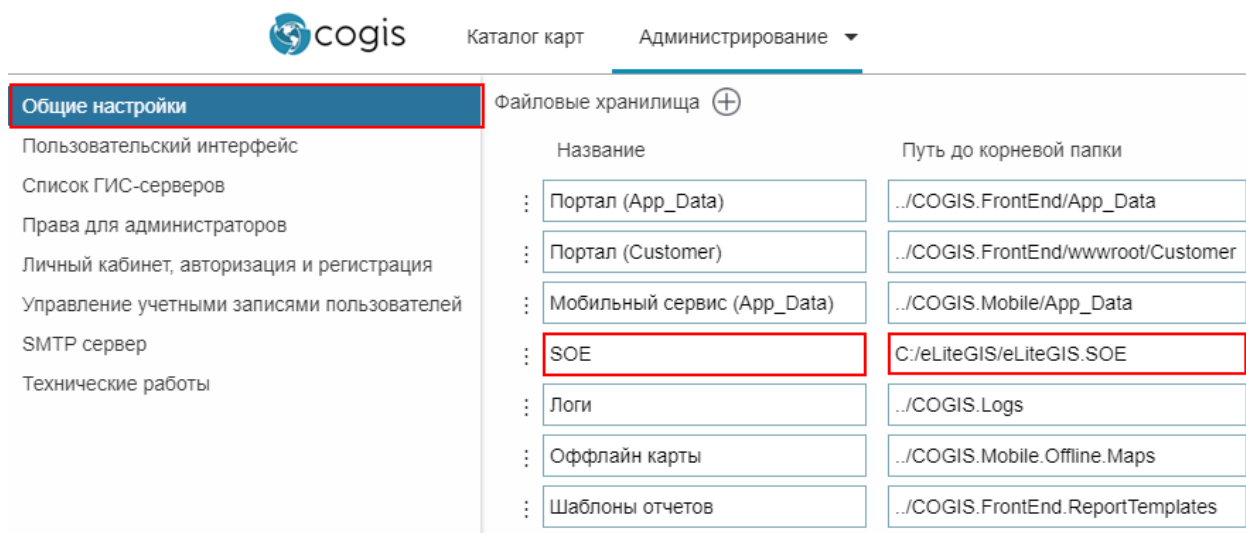 cogis Каталог карт Администрирование
Общие настройки
Пользовательский интерфейс
Список ГИС-серверов
Права для администраторов
Личный кабинет, авторизация и регистрация
Управление учетными записями пользователей
SMTP сервер
Технические работы
Файловые хранилища
Название Путь до корневой папки
Портал (App_Data) ../COGIS.FrontEnd/App_Data
Портал (Customer) ../COGIS.FrontEnd/wwwroot/Customer
Мобильный сервис (App_Data) ../COGIS.Mobile/App_Data
SOE C:/eLiteGIS/eLiteGIS.SOE
Логи ../COGIS.Logs
Оффлайн карты ../COGIS.Mobile.Offline.Maps
Шаблоны отчетов ../COGIS.FrontEnd.ReportTemplates